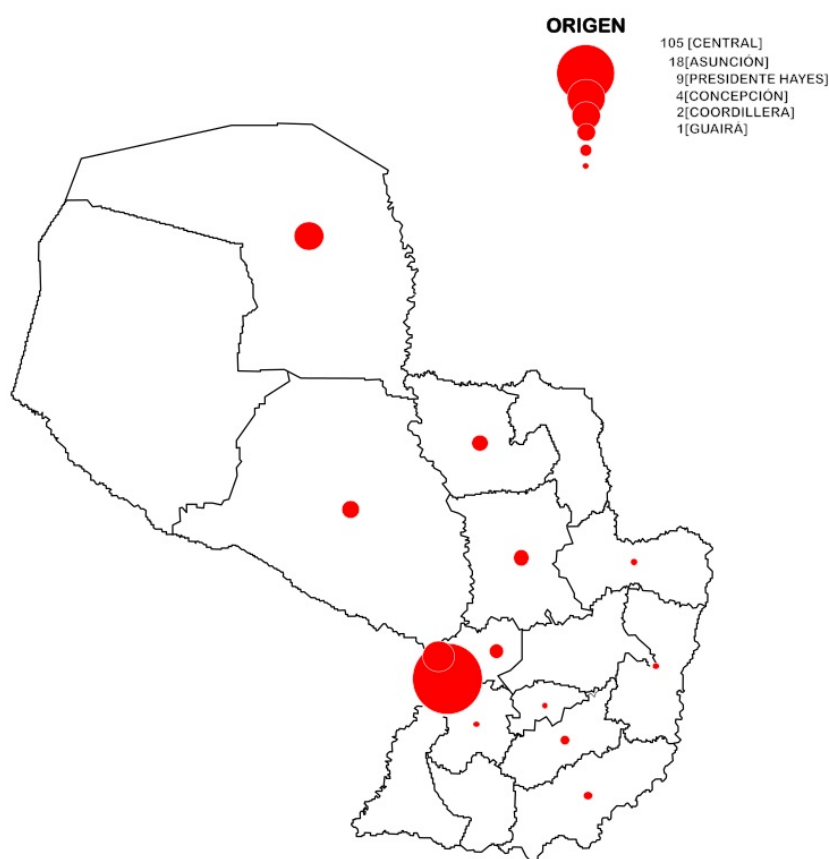 ORIGEN
105 [CENTRAL]
18[ASUNCIÓN]
9[PRESIDENTE HAYES]
4[CONCEPCIÓN]
2[COORDILLERA]
1[GUAIRÁ]